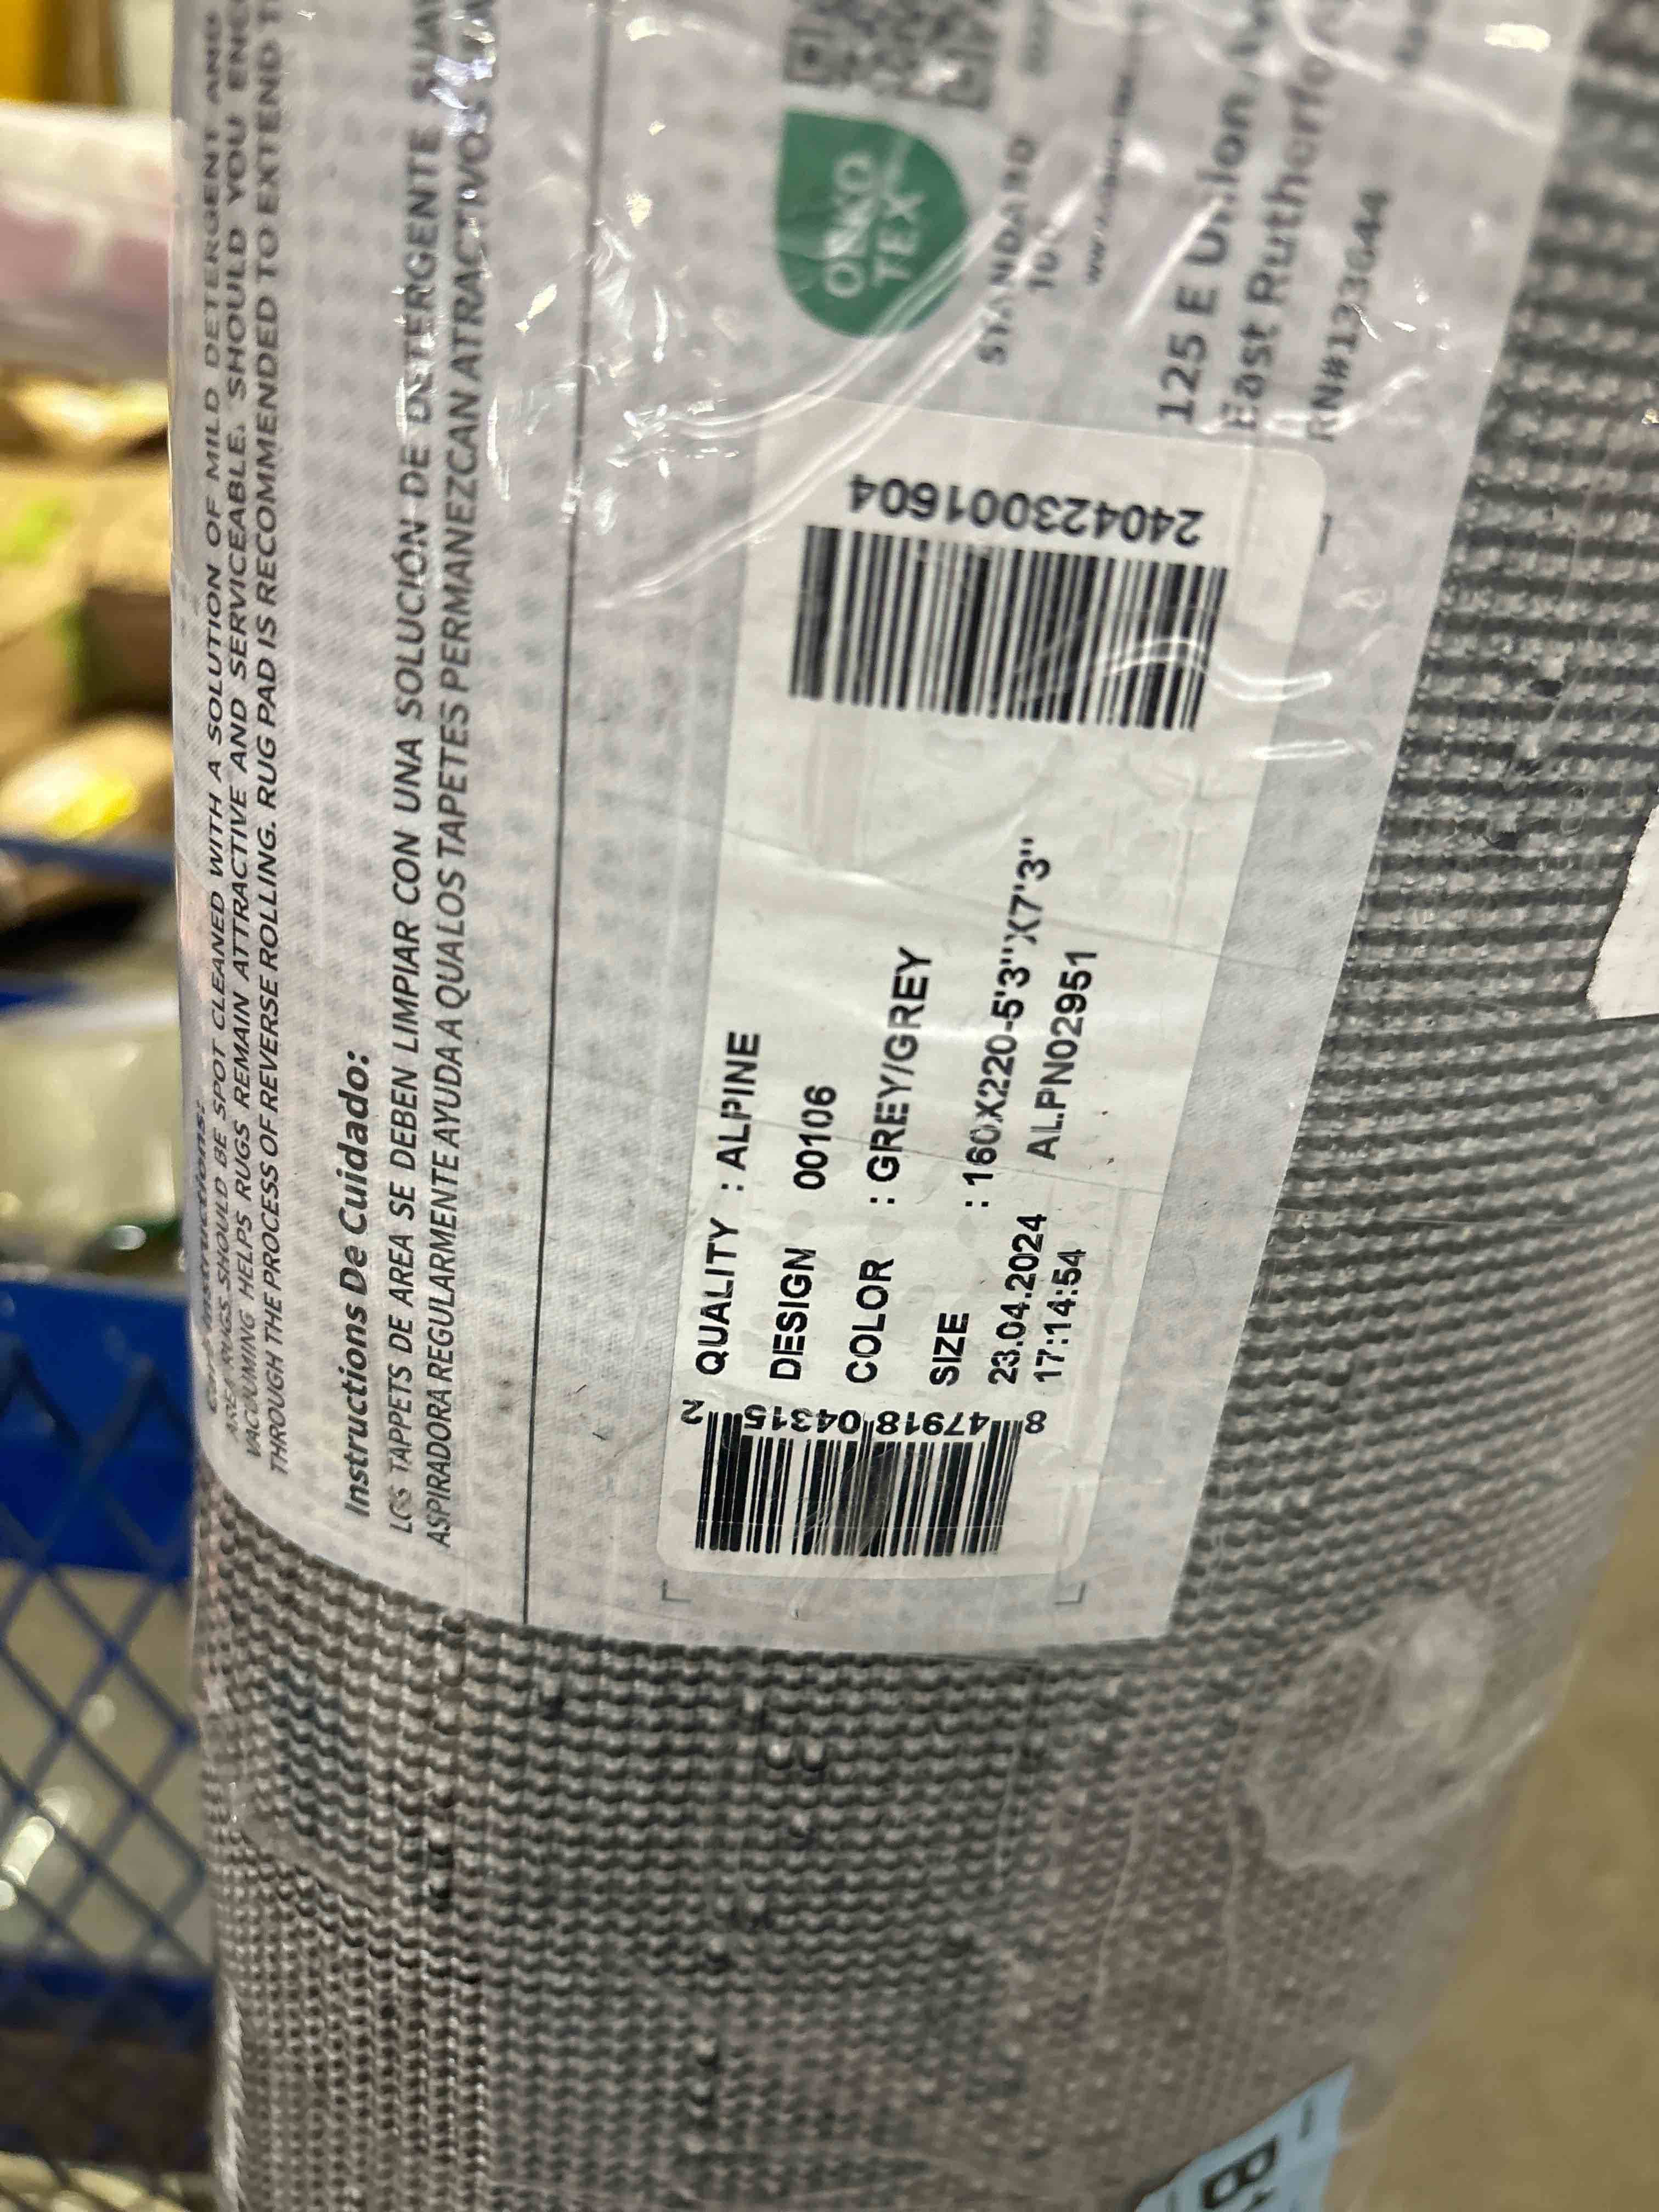 Instructions:
AREA RUGS SHOULD BE SPOT CLEANED WITH A SOLUTION OF MILD DETERGENT AND
VACUUMING HELPS RUGS REMAIN ATTRACTIVE AND SERVICEABLE. SHOULD YOU
THROUGH THE PROCESS OF REVERSE ROLLING. RUG PAD IS RECOMMENDED TO EXTEND
Instructions De Cuidado:
LOS TAPPETS DE AREA SE DEBEN LIMPIAR CON UNA SOLUCIÓN DE DETERGENTE
ASPIRADORA REGULARMENTE AYUDA A QUALOS TAPETES PERMANEZCAN ATTRACTIVOS
QUALITY : ALPINE
DESIGN 00106
COLOR : GREY/GREY
SIZE : 160X220-5'3"X7'3"
23.04.2024 ALPN02951
17:14:54
8 47918 04315 2
240423001604
OEKO
TEX
STANDARD
100
125 E Union
East
RN#133644